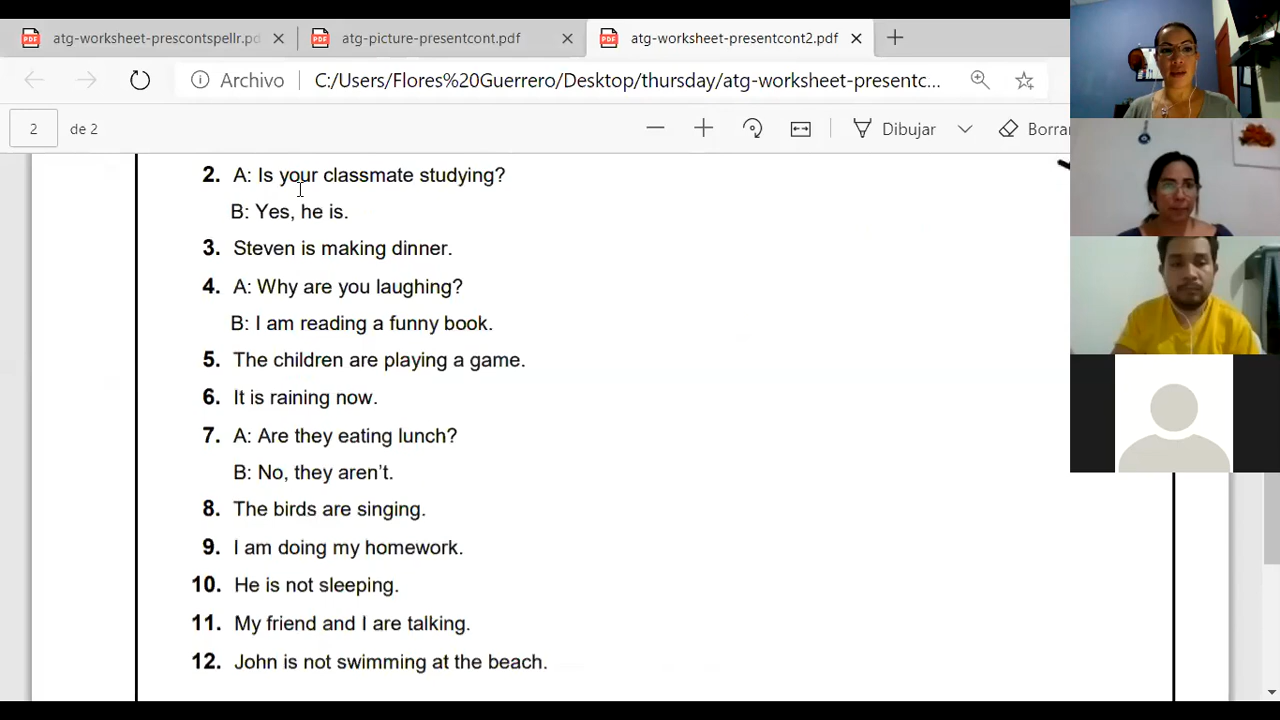 atg-worksheet-prescontspellr.pd
atg-picture-presentcont.pdf
atg-worksheet-presentcont2.pdf
Archivo
C:/Users/Flores%20Guerrero/Desktop/thursday/atg-worksheet-presentc...
2
de 2
Dibujar
Borrar
2. A: Is your classmate studying?
B: Yes, he is.
3. Steven is making dinner.
4. A: Why are you laughing?
B: I am reading a funny book.
5. The children are playing a game.
6. It is raining now.
7. A: Are they eating lunch?
B: No, they aren't.
8. The birds are singing.
9. I am doing my homework.
10. He is not sleeping.
11. My friend and I are talking.
12. John is not swimming at the beach.